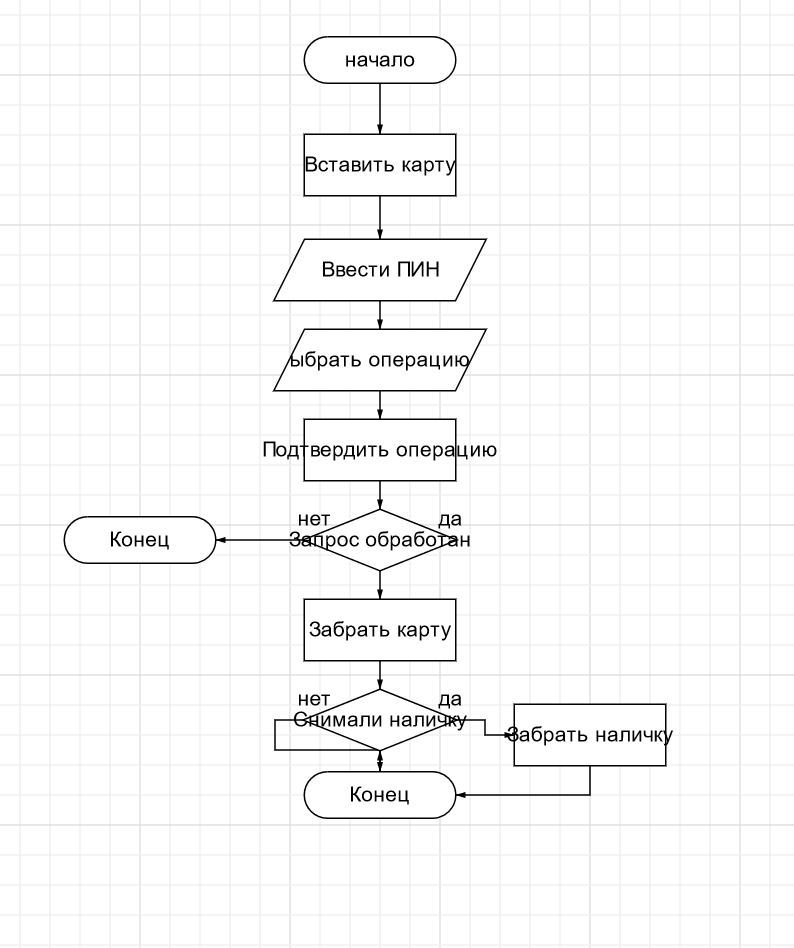 начало
Вставить карту
Ввести ПИН
ыбрать операцию
Подтвердить операцию
нет
да
Конец
Запрос обработан
Забрать карту
нет
да
Снимали наличку
Забрать наличку
Конец